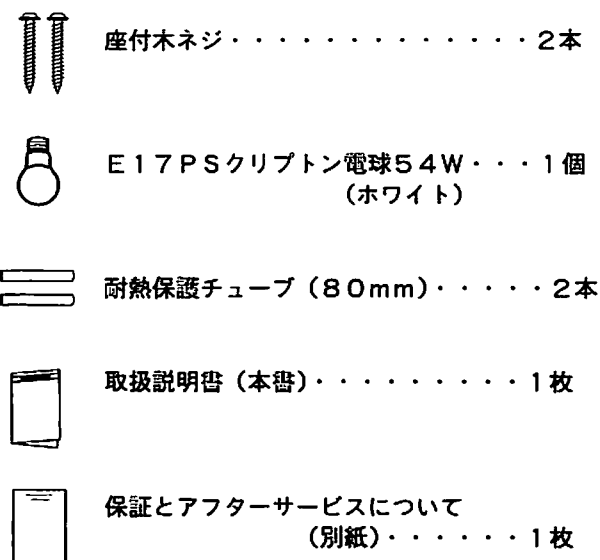 座付木ネジ・・・・・・・・・・・・・2本
E17PSクリプトン電球54W・・・1個
(ホワイト)
耐熱保護チューブ(80mm)・・・・・2本
取扱説明書(本書)・・・・・・・・・1枚
保証とアフターサービスについて
(別紙)・・・・・・1枚